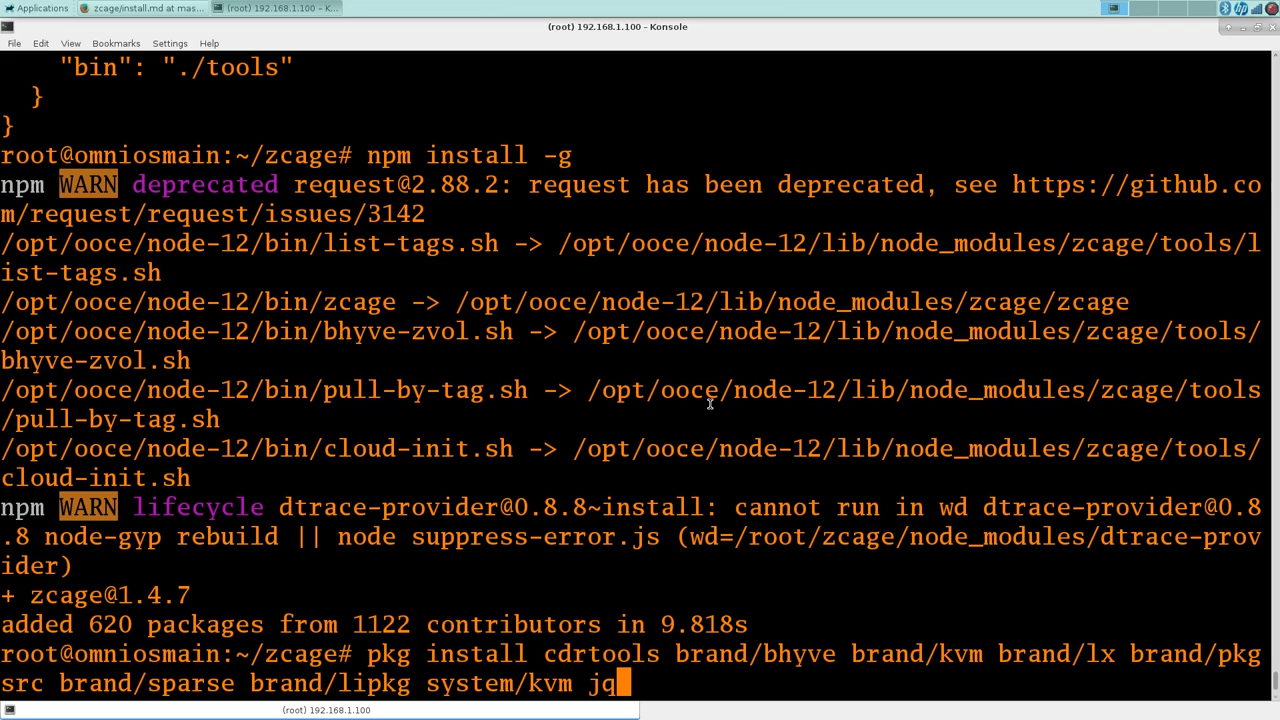 Applications
zcage/install.md at mas...
(root) 192.168.1.100 – K...
(root) 192.168.1.100 - Konsole
File Edit View Bookmarks Settings Help
"bin": "./tools"
}
}
root@omniosmain:~/zcage# npm install -g
npm WARN deprecated request@2.88.2: request has been deprecated, see https://github.co
m/request/request/issues/3142
/opt/ooce/node-12/bin/list-tags.sh -> /opt/ooce/node-12/lib/node_modules/zcage/tools/l
ist-tags.sh
/opt/ooce/node-12/bin/zcage -> /opt/ooce/node-12/lib/node_modules/zcage/zcage
/opt/ooce/node-12/bin/bhyve-zvol.sh -> /opt/ooce/node-12/lib/node_modules/zcage/tools/
bhyve-zvol.sh
/opt/ooce/node-12/bin/pull-by-tag.sh -> /opt/ooce/node-12/lib/node_modules/zcage/tools
/pull-by-tag.sh
/opt/ooce/node-12/bin/cloud-init.sh -> /opt/ooce/node-12/lib/node_modules/zcage/tools/
cloud-init.sh
npm WARN lifecycle dtrace-provider@0.8.8~install: cannot run in wd dtrace-provider@0.8
.8 node-gyp rebuild || node suppress-error.js (wd=/root/zcage/node_modules/dtrace-prov
ider)
+ zcage@1.4.7
added 620 packages from 1122 contributors in 9.818s
root@omniosmain:~/zcage# pkg install cdrtools brand/bhyve brand/kvm brand/lx brand/pkg
src brand/sparse brand/lipkg system/kvm jq
(root) 192.168.1.100